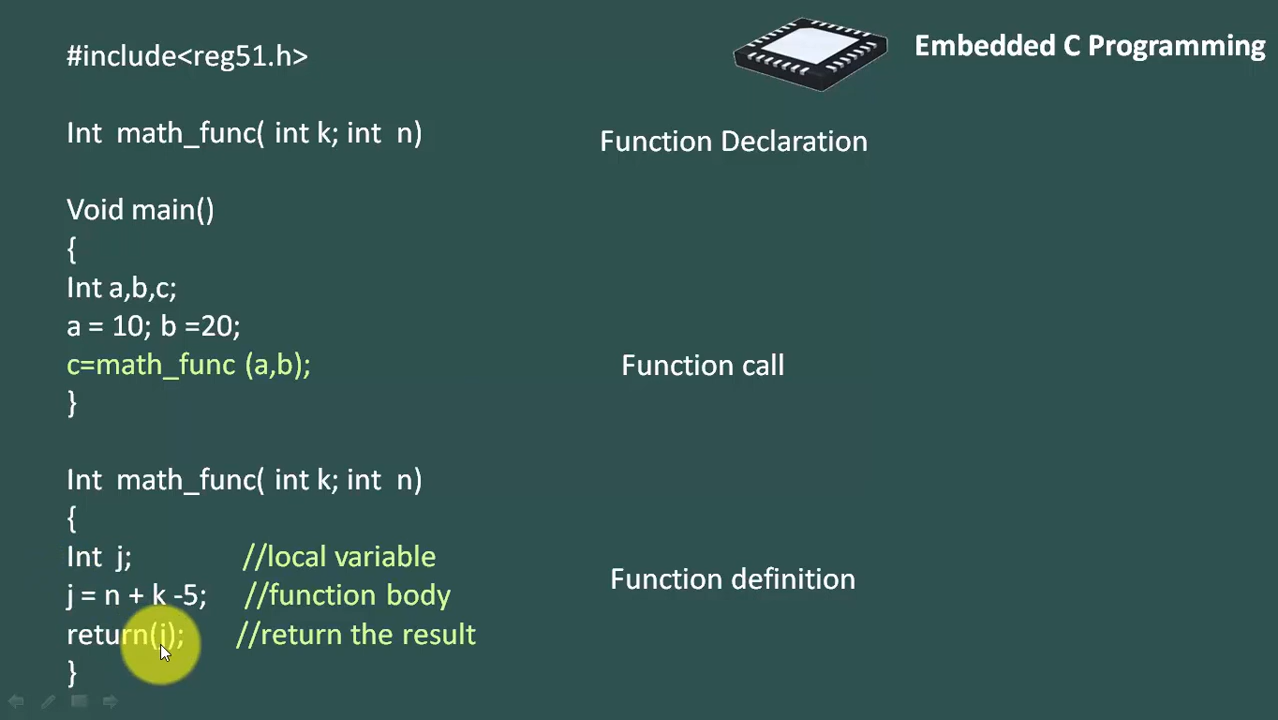 #include<reg51.h>
Embedded C Programming
Int math_func( int k; int n)
Function Declaration
Void main()
{
Int a,b,c;
a = 10; b =20;
c=math_func (a,b);
Function call
}
Int math_func( int k; int n)
{
Int j; //local variable
j = n + k -5; //function body
Function definition
return(j); //return the result
}